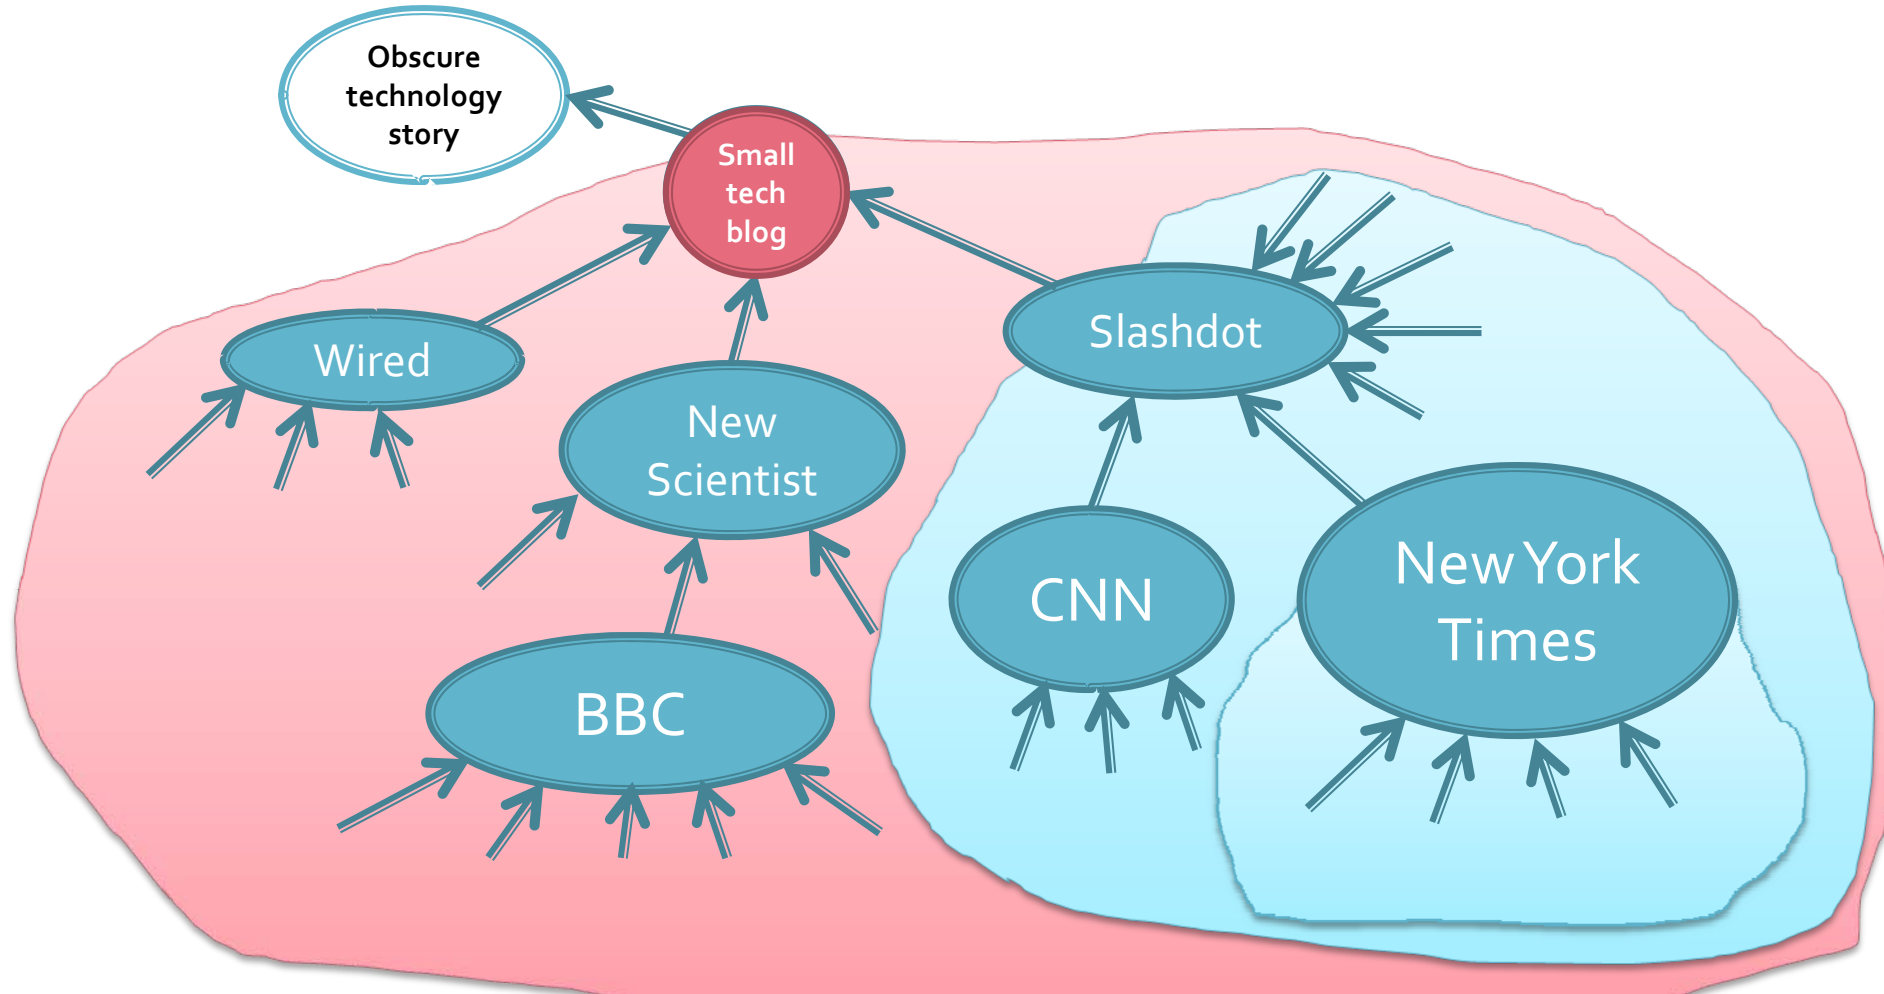 Obscure
technology
story
Small
tech
blog
Wired
New
Scientist
Slashdot
CNN
New York
Times
BBC